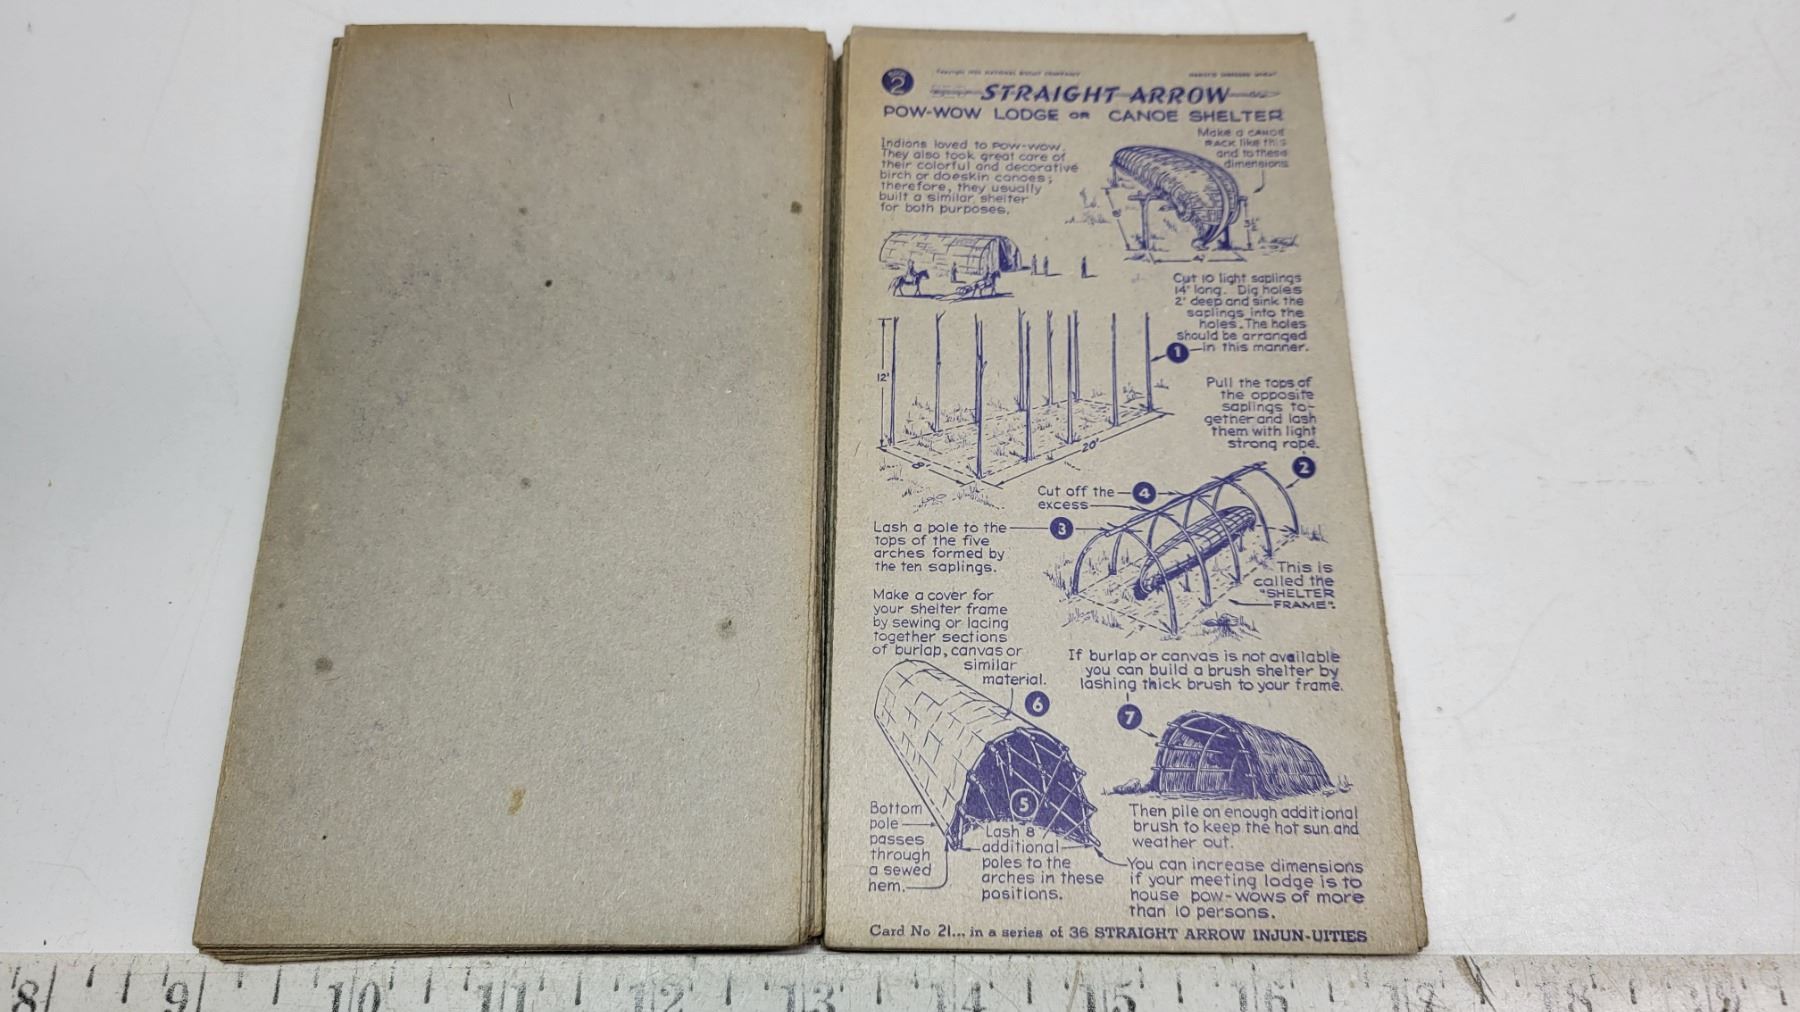 BOOK 2
NATIONAL BISCUIT COMPANY
STRAIGHT ARROW
POW-WOW LODGE OR CANOE SHELTER
Indians loved to POW-WOW.
They also took great care of
their colorful and decorative
birch or doeskin canoes;
therefore, they usually
built a similar shelter
for both purposes.
Make a CANOE
RACK like this
and to these
dimensions
4'
Cut 10 light saplings
14' long. Dig holes
2' deep and sink the
saplings into the
holes. The holes
should be arranged
1 in this manner.
12'
8'
20'
Pull the tops of
the opposite
saplings to-
gether and lash
them with light
strong rope.
2
Cut off the 4
excess
Lash a pole to the 3
tops of the five
arches formed by
the ten saplings.
This is
called the
"SHELTER
FRAME".
Make a cover for
your shelter frame
by sewing or lacing
together sections
of burlap, canvas or
similar
material.
6
If burlap or canvas is not available
you can build a brush shelter by
lashing thick brush to your frame.
7
5
Bottom
pole
passes
through
a sewed
hem.
Lash 8
additional
poles to the
arches in these
positions.
Then pile on enough additional
brush to keep the hot sun and
weather out.
You can increase dimensions
if your meeting lodge is to
house pow-wows of more
than 10 persons.
Card No 21... in a series of 36 STRAIGHT ARROW INJUN-UITIES
8 9 10 11 12 13 14 15 16 17 18 19